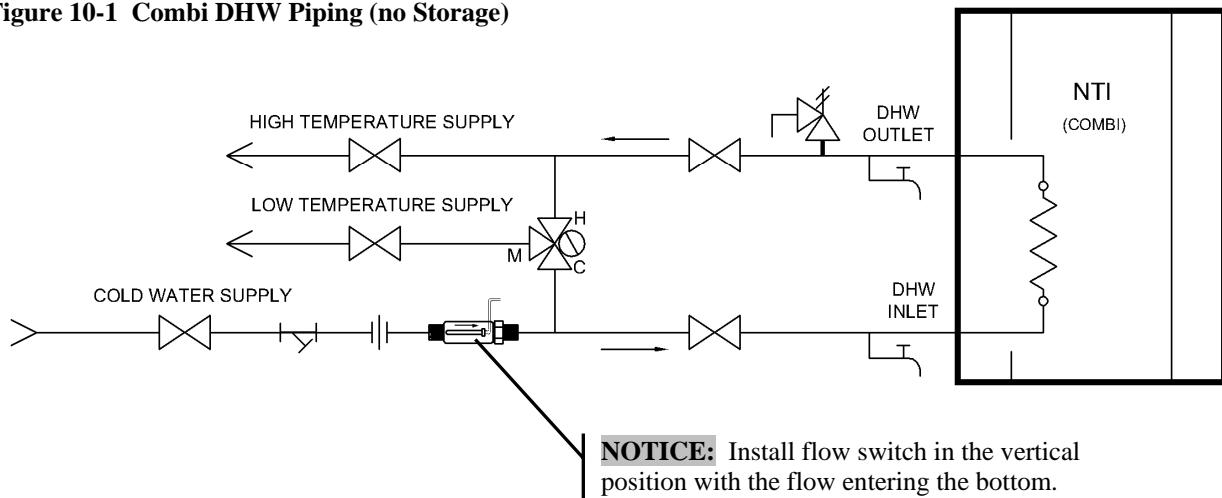 igure 10-1 Combi DHW Piping (no Storage)
NTI
(COMBI)
DHW
OUTLET
HIGH TEMPERATURE SUPPLY
LOW TEMPERATURE SUPPLY
H
M
C
COLD WATER SUPPLY
DHW
INLET
NOTICE: Install flow switch in the vertical
position with the flow entering the bottom.